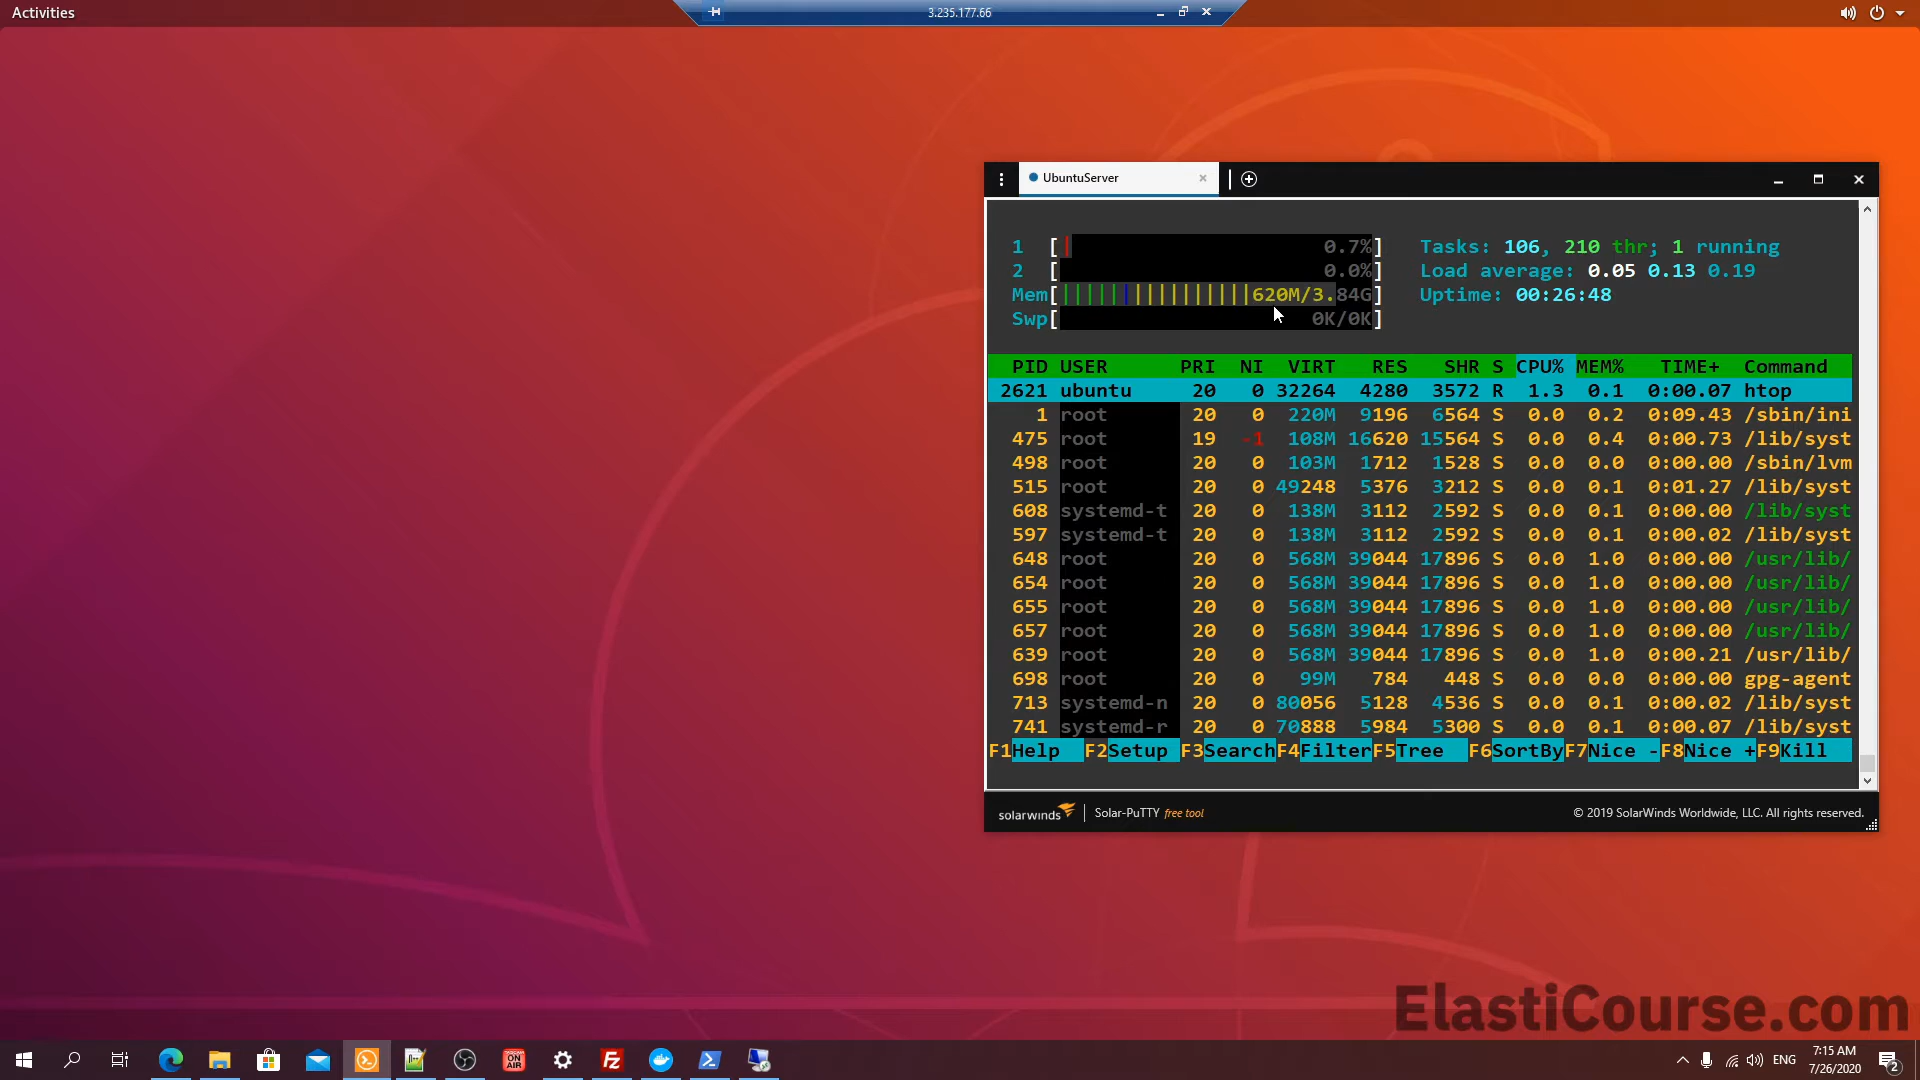 Activities
3.235.177.66
UbuntuServer
1 [| 0.7%] Tasks: 106, 210 thr; 1 running
2 [ 0.0%] Load average: 0.05 0.13 0.19
Mem[||||||||||||||||620M/3.84G] Uptime: 00:26:48
Swp[ 0K/0K]
PID USER PRI NI VIRT RES SHR S CPU% MEM% TIME+ Command
2621 ubuntu 20 0 32264 4280 3572 R 1.3 0.1 0:00.07 htop
1 root 20 0 220M 9196 6564 S 0.0 0.2 0:09.43 /sbin/ini
475 root 19 -1 108M 16620 15564 S 0.0 0.4 0:00.73 /lib/syst
498 root 20 0 103M 1712 1528 S 0.0 0.0 0:00.00 /sbin/lvm
515 root 20 0 49248 5376 3212 S 0.0 0.1 0:01.27 /lib/syst
608 systemd-t 20 0 138M 3112 2592 S 0.0 0.1 0:00.00 /lib/syst
597 systemd-t 20 0 138M 3112 2592 S 0.0 0.1 0:00.02 /lib/syst
648 root 20 0 568M 39044 17896 S 0.0 1.0 0:00.00 /usr/lib/
654 root 20 0 568M 39044 17896 S 0.0 1.0 0:00.00 /usr/lib/
655 root 20 0 568M 39044 17896 S 0.0 1.0 0:00.00 /usr/lib/
657 root 20 0 568M 39044 17896 S 0.0 1.0 0:00.00 /usr/lib/
639 root 20 0 568M 39044 17896 S 0.0 1.0 0:00.21 /usr/lib/
698 root 20 0 99M 784 448 S 0.0 0.0 0:00.00 gpg-agent
713 systemd-n 20 0 80056 5128 4536 S 0.0 0.1 0:00.02 /lib/syst
741 systemd-r 20 0 70888 5984 5300 S 0.0 0.1 0:00.07 /lib/syst
F1Help F2Setup F3SearchF4FilterF5Tree F6SortByF7Nice -F8Nice +F9Kill
solarwinds Solar-PuTTY free tool © 2019 SolarWinds Worldwide, LLC. All rights reserved.
ElastiCourse.com
ON AIR
Fz
ENG
7:15 AM
7/26/2020
2